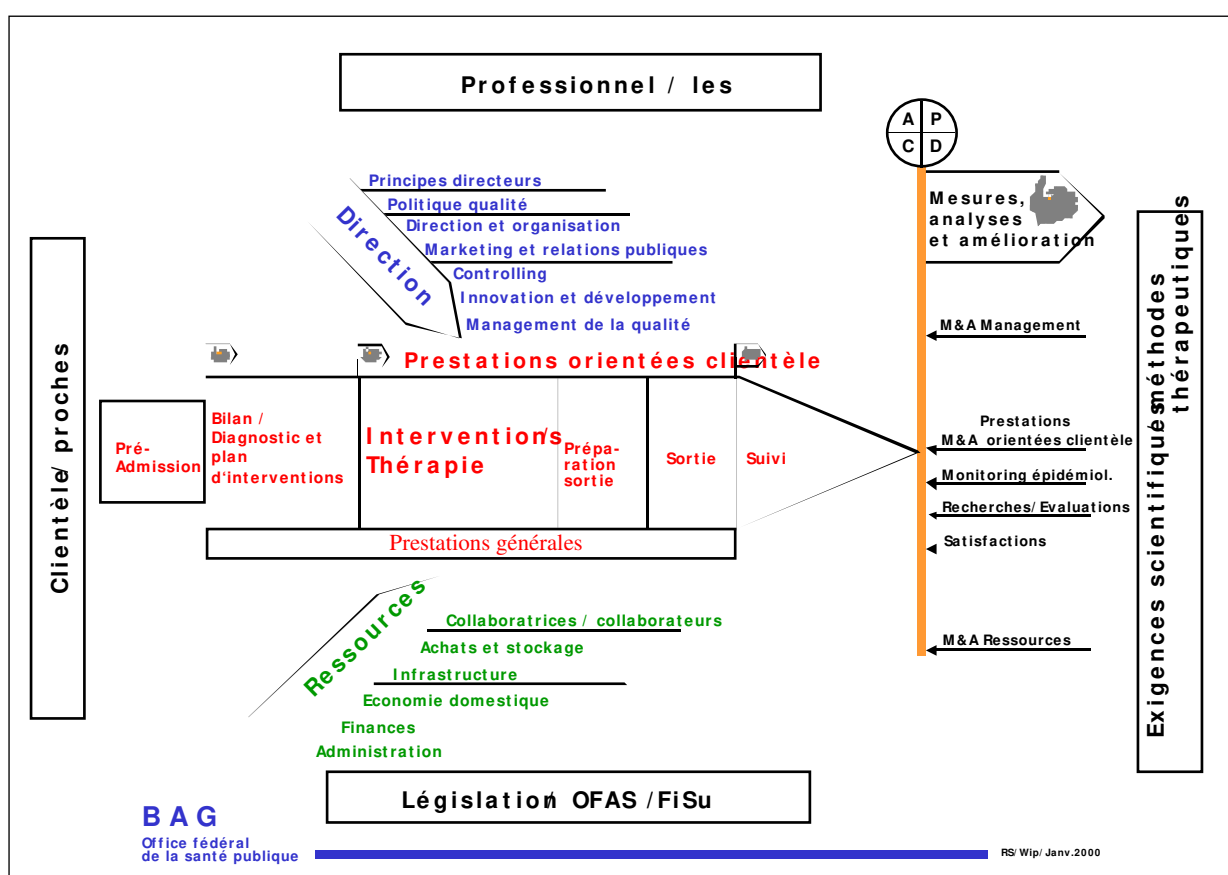 Professionnel / les
A P
C D
Mesures,
analyses
et amélioration
Principes directeurs
Politique qualité
Direction et organisation
Marketing et relations publiques
Controlling
Innovation et développement
Management de la qualité
Direction
Clientèle/ proches
Exigences scientifiques/méthodes
thérapeutiques
M&A Management
Prestations orientées clientèle
Pré-
Admission
Bilan /
Diagnostic et
plan
d‘interventions
Intervention/s
Thérapie
Prépa-
ration
sortie
Sortie
Suivi
Prestations générales
Prestations
M&A orientées clientèle
Monitoring épidémiol.
Recherches/ Evaluations
Satisfactions
M&A Ressources
Ressources
Collaboratrices / collaborateurs
Achats et stockage
Infrastructure
Economie domestique
Finances
Administration
Législation/ OFAS / FiSu
BAG
Office fédéral
de la santé publique
RS/ Wip/ Janv.2000